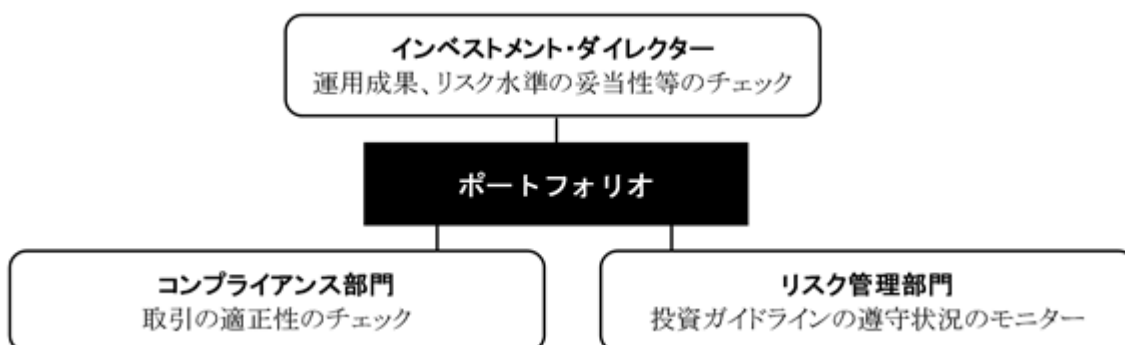 インベストメント・ダイレクター
運用成果、リスク水準の妥当性等のチェック
ポートフォリオ
コンプライアンス部門
取引の適正性のチェック
リスク管理部門
投資ガイドラインの遵守状況のモニター